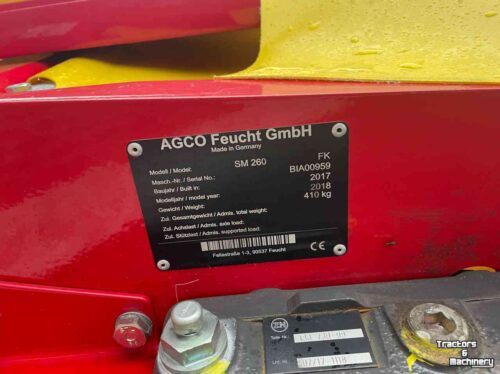 AGCO Feucht GmbH
Made in Germany
Modell / Model: SM 260 FK
Masch.-Nr. / Serial No.: BIA00959
Baujahr / Built in: 2017
Modelljahr / model year: 2018
Gewicht / Weight: 410 kg
Zul. Gesamtgewicht / Admis. total weight:
Zul. Achslast / Admis. axle load:
Zul. Stützlast / Admis. supported load:
CE
Fellastraße 1-3, 90537 Feucht
Tractors
& Machinery